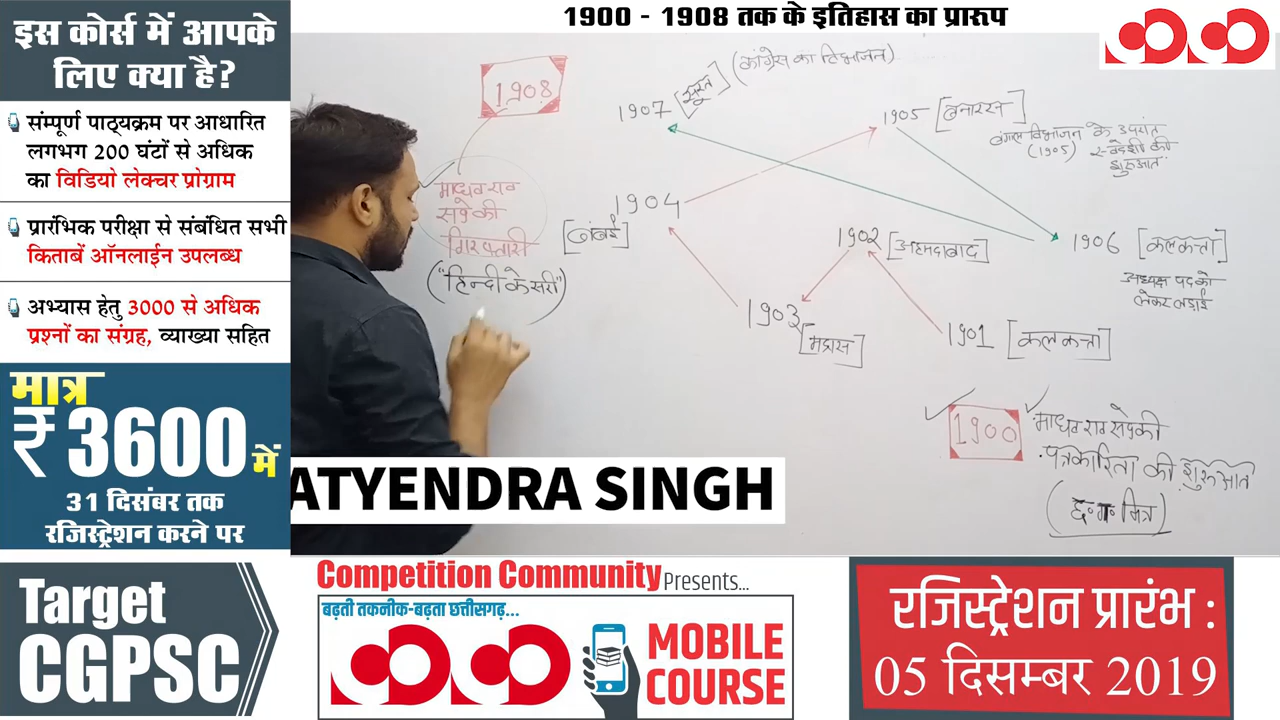 1900 - 1908 तक के इतिहास का प्रारूप
इस कोर्स में आपके
लिए क्या है?
संम्पूर्ण पाठ्यक्रम पर आधारित
लगभग 200 घंटों से अधिक
का विडियो लेक्चर प्रोग्राम
प्रारंभिक परीक्षा से संबंधित सभी
किताबें ऑनलाईन उपलब्ध
अभ्यास हेतु 3000 से अधिक
प्रश्नों का संग्रह, व्याख्या सहित
मात्र
₹ 3600 में
31 दिसंबर तक
रजिस्ट्रेशन करने पर
Target
CGPSC
1908
माधव राव
सप्रे की
गिरफ्तारी
("हिन्दी केसरी")
1907 [सूरत] (कांग्रेस का विभाजन)
1905 [बनारस]
बंगाल विभाजन के उपरांत
(1905) स्वदेशी की
शुरूआत
1904
[बंबई]
1902 [अहमदाबाद]
1906 [कलकत्ता]
अध्यक्ष पद को
लेकर लड़ाई
1903
[मद्रास]
1901 [कलकत्ता]
1900
माधव राव सप्रे की
पत्रकारिता की शुरूआत
(छ॰ग॰ मित्र)
ATYENDRA SINGH
Competition Community Presents...
बढ़ती तकनीक-बढ़ता छत्तीसगढ़...
MOBILE
COURSE
रजिस्ट्रेशन प्रारंभ :
05 दिसम्बर 2019